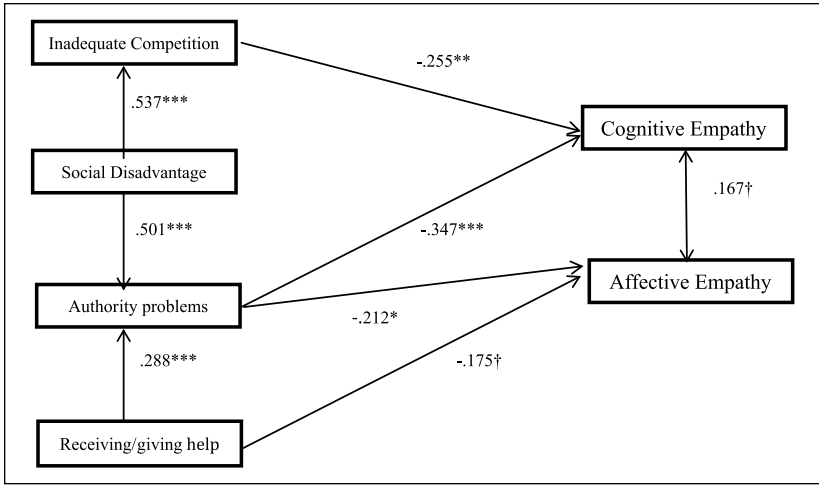 Inadequate Competition
-.255**
.537***
Cognitive Empathy
Social Disadvantage
.167†
.501***
-.347***
Affective Empathy
Authority problems
-.212*
.288***
-.175†
Receiving/giving help